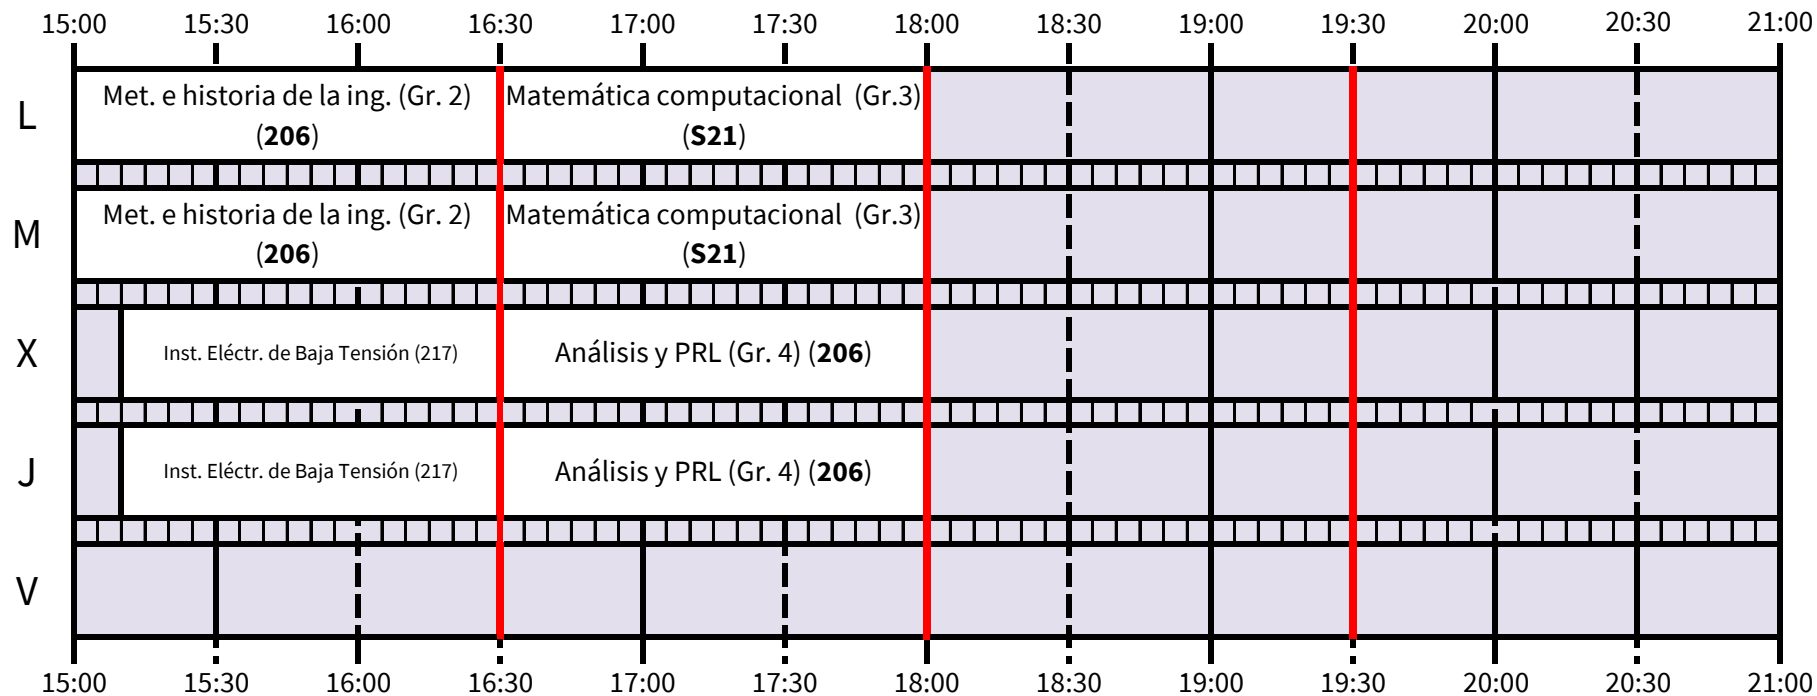 15:00 15:30 16:00 16:30 17:00 17:30 18:00 18:30 19:00 19:30 20:00 20:30 21:00
L
Met. e historia de la ing. (Gr. 2)
(206)
Matemática computacional (Gr.3)
(S21)
M
Met. e historia de la ing. (Gr. 2)
(206)
Matemática computacional (Gr.3)
(S21)
X
Inst. Eléctr. de Baja Tensión (217)
Análisis y PRL (Gr. 4) (206)
J
Inst. Eléctr. de Baja Tensión (217)
Análisis y PRL (Gr. 4) (206)
V
15:00 15:30 16:00 16:30 17:00 17:30 18:00 18:30 19:00 19:30 20:00 20:30 21:00